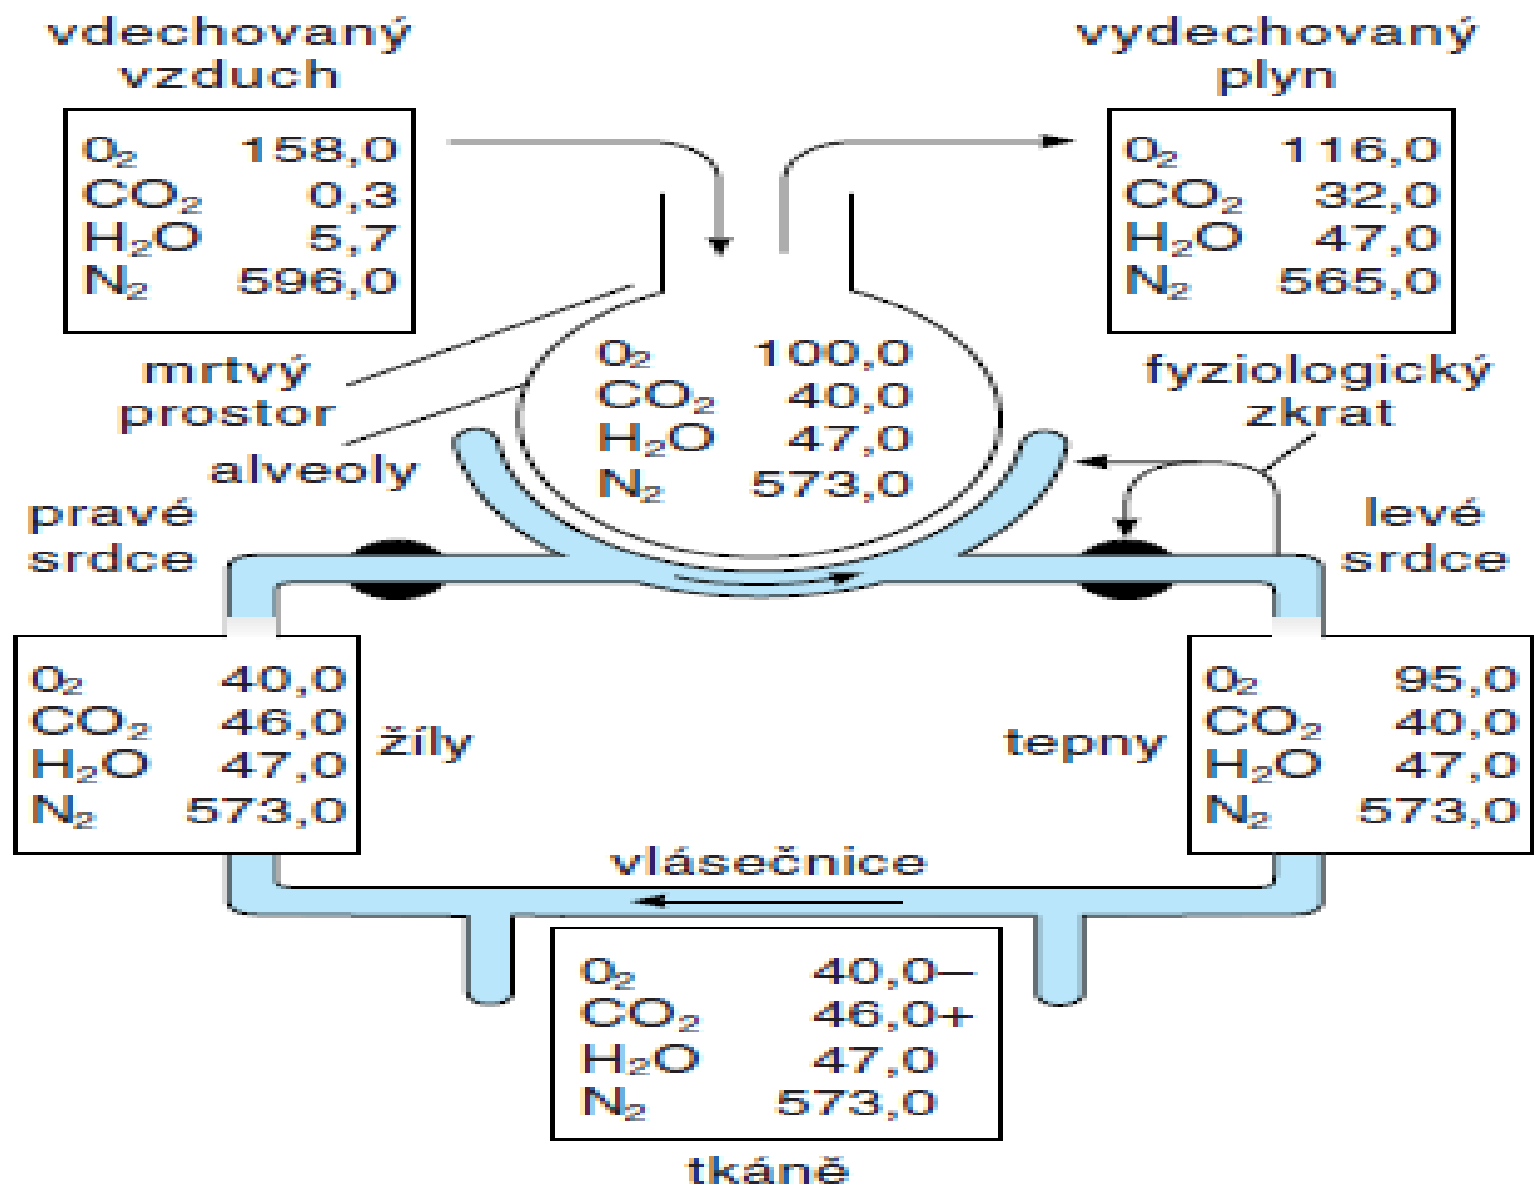 vdechovaný
vzduch
O₂ 158,0
CO₂ 0,3
H₂O 5,7
N₂ 596,0
vydechovaný
plyn
O₂ 116,0
CO₂ 32,0
H₂O 47,0
N₂ 565,0
mrtvý
prostor
alveoly
O₂ 100,0
CO₂ 40,0
H₂O 47,0
N₂ 573,0
fyziologický
zkrat
pravé
srdce
levé
srdce
O₂ 40,0
CO₂ 46,0
H₂O 47,0
N₂ 573,0
žíly
tepny
O₂ 95,0
CO₂ 40,0
H₂O 47,0
N₂ 573,0
vlásečnice
O₂ 40,0–
CO₂ 46,0+
H₂O 47,0
N₂ 573,0
tkáně